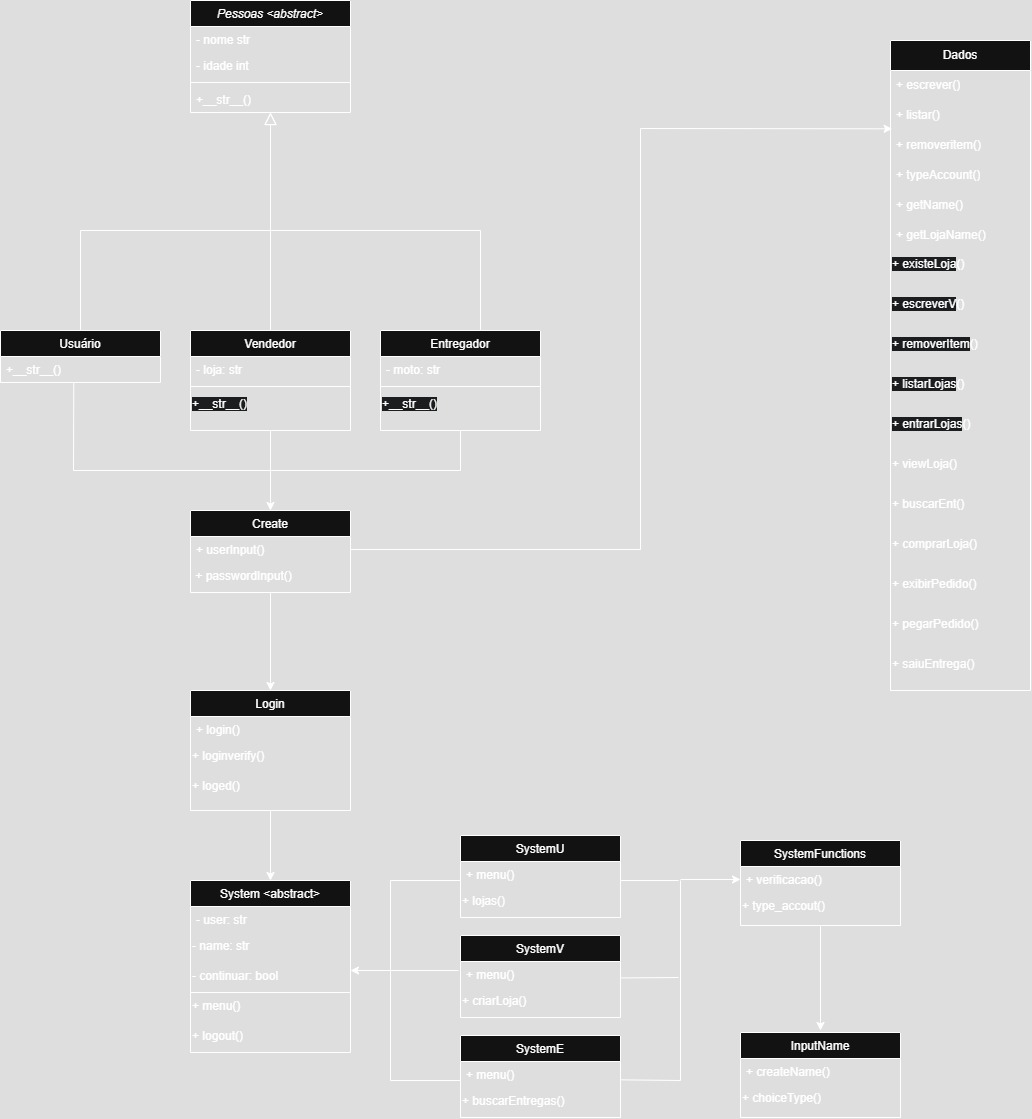 Pessoas <abstract>
- nome str
- idade int
+__str__()
Dados
+ escrever()
+ listar()
+ removeritem()
+ typeAccount()
+ getName()
+ getLojaName()
+ existeLoja()
+ escreverV()
+ removerItem()
+ listarLojas()
+ entrarLojas()
+ viewLoja()
+ buscarEnt()
+ comprarLoja()
+ exibirPedido()
+ pegarPedido()
+ saiuEntrega()
Usuário
+__str__()
Vendedor
- loja: str
+__str__()
Entregador
- moto: str
+__str__()
Create
+ userInput()
+ passwordInput()
Login
+ login()
+ loginverify()
+ loged()
System <abstract>
- user: str
- name: str
- continuar: bool
+ menu()
+ logout()
SystemU
+ menu()
+ lojas()
SystemV
+ menu()
+ criarLoja()
SystemE
+ menu()
+ buscarEntregas()
SystemFunctions
+ verificacao()
+ type_accout()
InputName
+ createName()
+ choiceType()